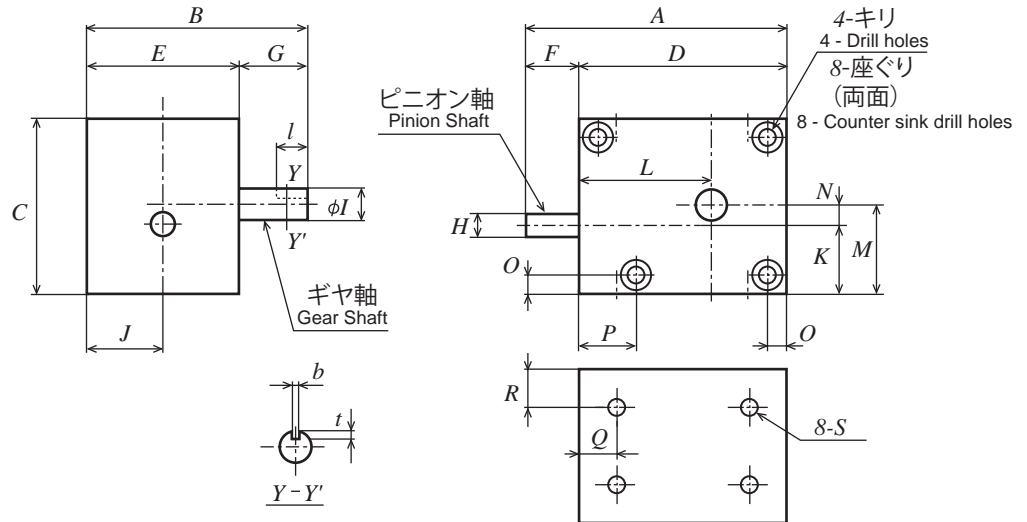 B
E
G
l
Y
C
ϕI
Y'
ギヤ軸
Gear Shaft
J
b
t
Y − Y'
A
F
D
4-キリ
4 - Drill holes
8-座ぐり
(両面)
8 - Counter sink drill holes
ピニオン軸
Pinion Shaft
L
N
H
K
M
O
P
O
R
Q
8-S